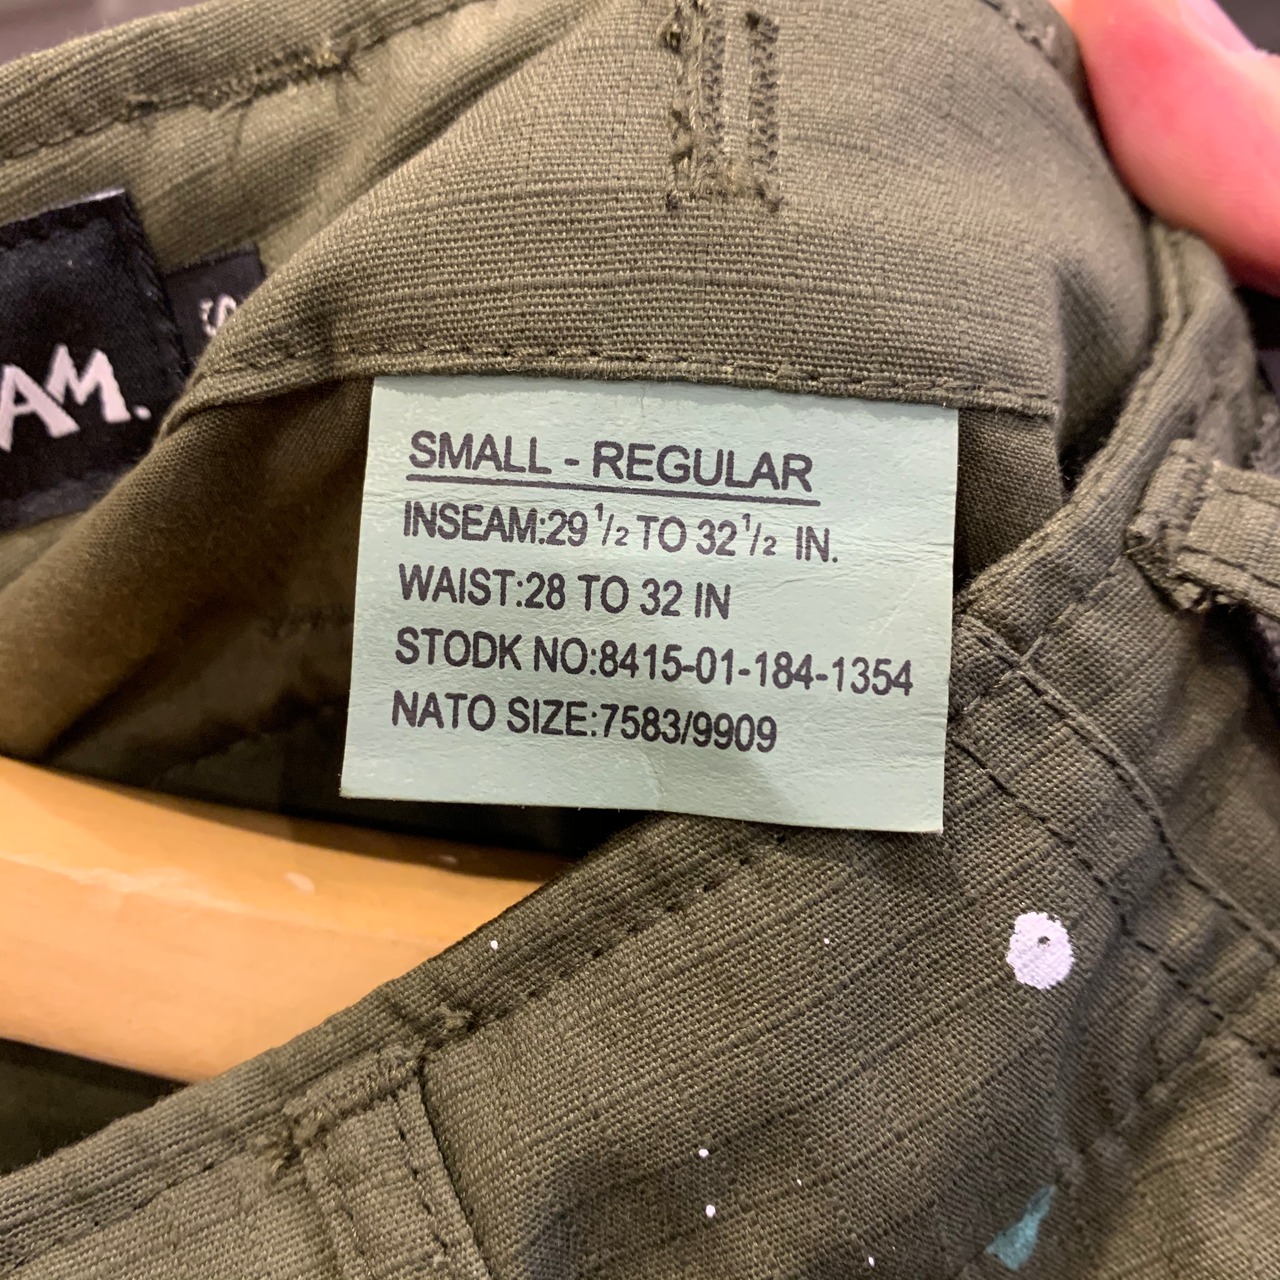 AM.
S
SMALL - REGULAR
INSEAM:29 1/2 TO 32 1/2 IN.
WAIST:28 TO 32 IN
STODK NO:8415-01-184-1354
NATO SIZE:7583/9909